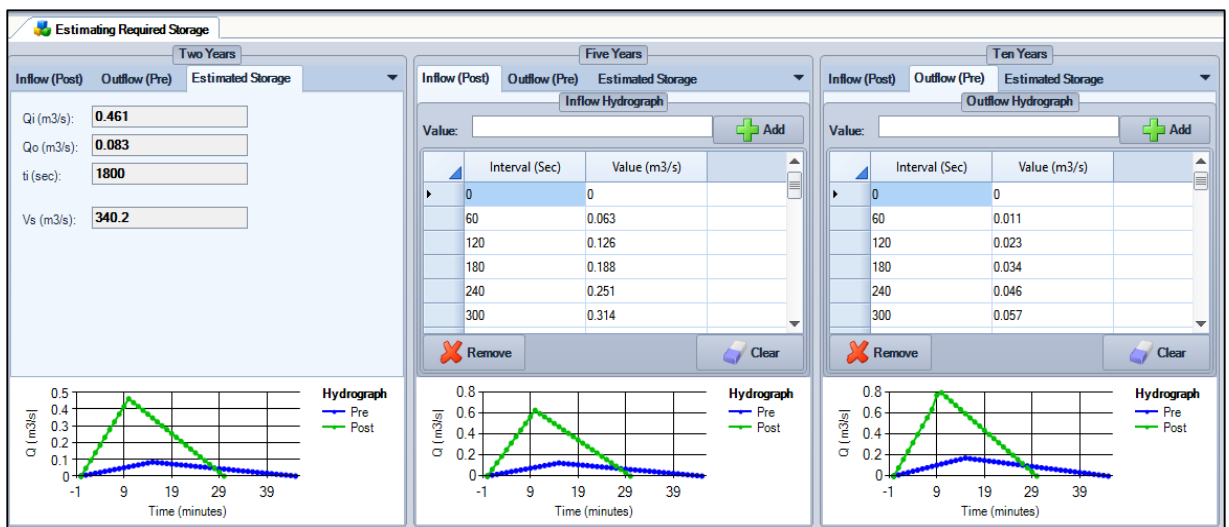 Estimating Required Storage
Two Years
Inflow (Post) Outflow (Pre) Estimated Storage
Qi (m3/s): 0.461
Qo (m3/s): 0.083
ti (sec): 1800
Vs (m3/s): 340.2
0.5
0.4
0.3
0.2
0.1
0
Q ( m3/s|
-1 9 19 29 39
Time (minutes)
Hydrograph
Pre
Post
Five Years
Inflow (Post) Outflow (Pre) Estimated Storage
Inflow Hydrograph
Value: Add
Interval (Sec) Value (m3/s)
0 0
60 0.063
120 0.126
180 0.188
240 0.251
300 0.314
Remove Clear
0.8
0.6
0.4
0.2
0
Q ( m3/s|
-1 9 19 29 39
Time (minutes)
Hydrograph
Pre
Post
Ten Years
Inflow (Post) Outflow (Pre) Estimated Storage
Outflow Hydrograph
Value: Add
Interval (Sec) Value (m3/s)
0 0
60 0.011
120 0.023
180 0.034
240 0.046
300 0.057
Remove Clear
0.8
0.6
0.4
0.2
0
Q ( m3/s|
-1 9 19 29 39
Time (minutes)
Hydrograph
Pre
Post